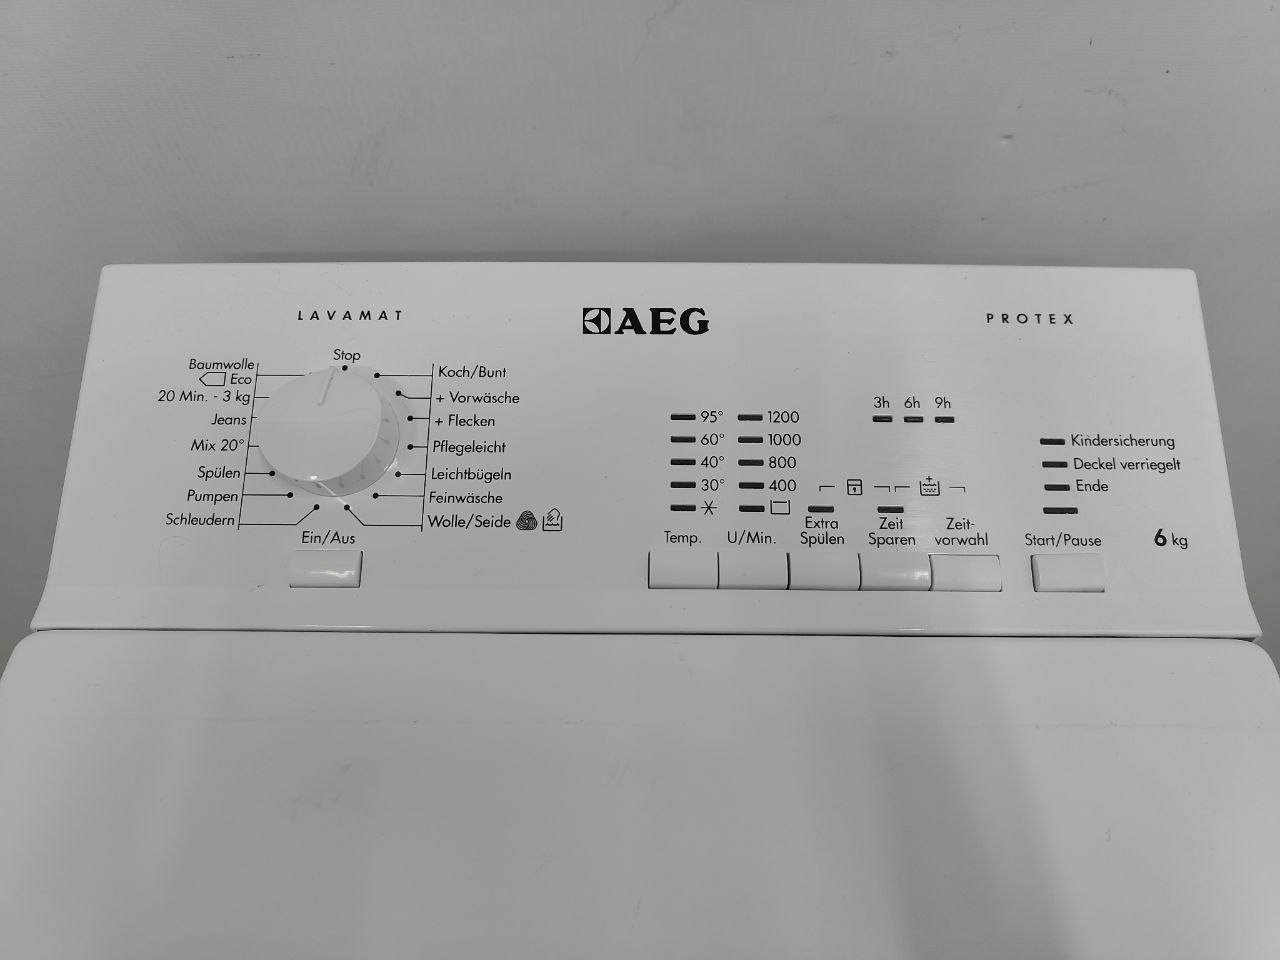 LAVAMAT
AEG
PROTEX
Stop
Baumwolle
Eco
20 Min. - 3 kg
Jeans
Mix 20°
Spülen
Pumpen
Schleudern
Koch/Bunt
+ Vorwäsche
+ Flecken
Pflegeleicht
Leichtbügeln
Feinwäsche
Wolle/Seide
Ein/Aus
95° 1200
60° 1000
40° 800
30° 400
Temp.
U/Min.
3h 6h 9h
Extra
Spülen
Zeit
Sparen
Zeit-
vorwahl
Kindersicherung
Deckel verriegelt
Ende
Start/Pause
6 kg